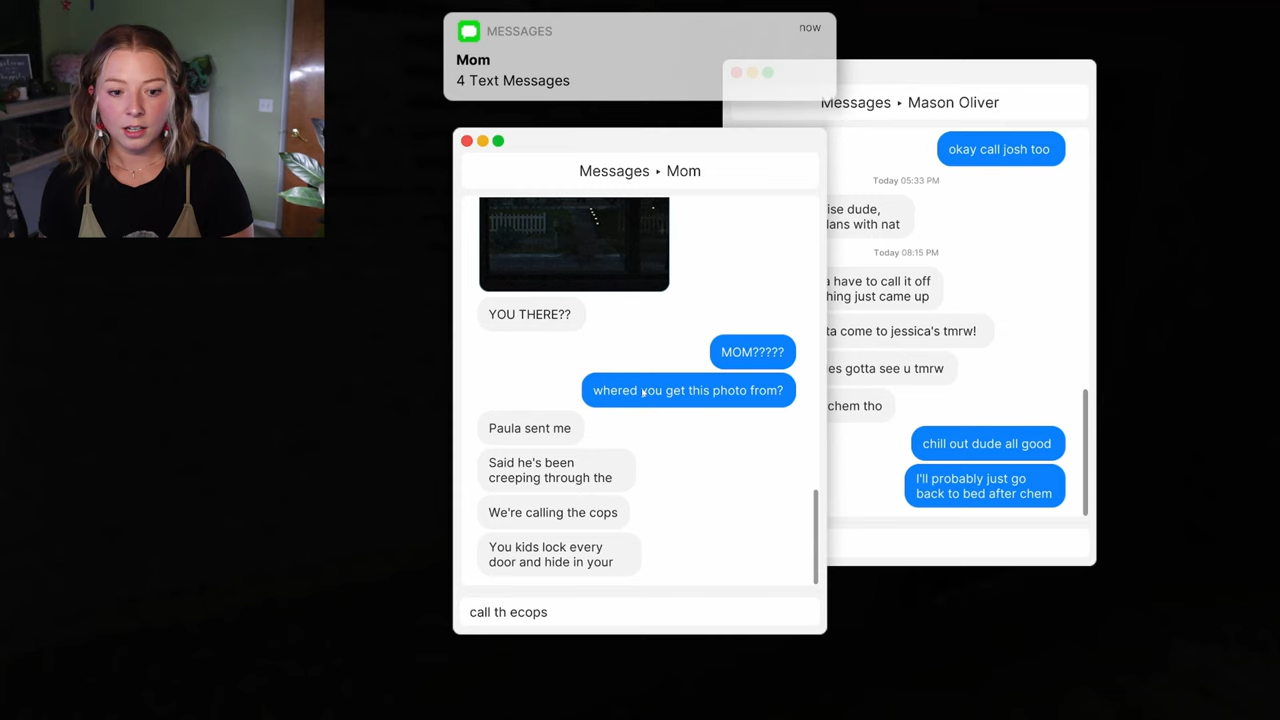 MESSAGES
now
Mom
4 Text Messages
Messages ▸ Mason Oliver
okay call josh too
Today 05:33 PM
ise dude,
lans with nat
Today 08:15 PM
have to call it off
hing just came up
ta come to jessica's tmrw!
es gotta see u tmrw
chem tho
chill out dude all good
I'll probably just go
back to bed after chem
Messages ▸ Mom
YOU THERE??
MOM?????
whered you get this photo from?
Paula sent me
Said he's been
creeping through the
We're calling the cops
You kids lock every
door and hide in your
call th ecops